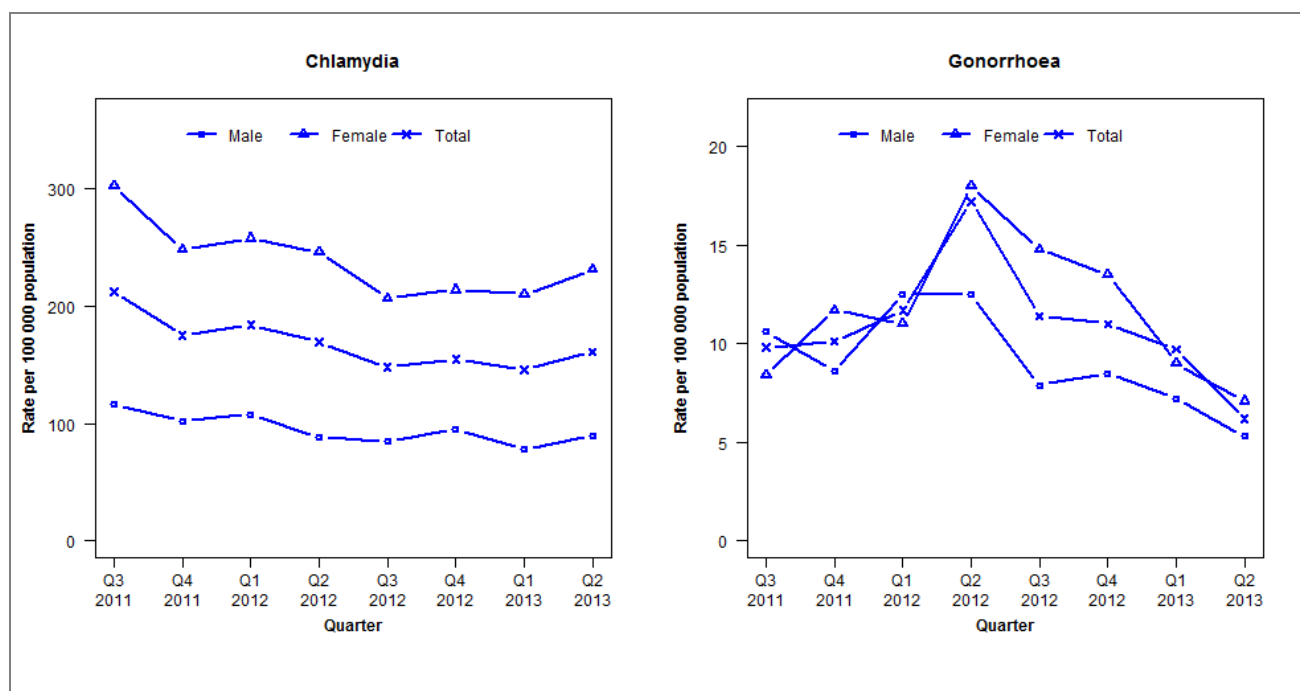 Chlamydia
Male Female Total
300
200
100
0
Rate per 100 000 population
Q3 Q4 Q1 Q2 Q3 Q4 Q1 Q2
2011 2011 2012 2012 2012 2012 2013 2013
Quarter
Gonorrhoea
Male Female Total
20
15
10
5
0
Rate per 100 000 population
Q3 Q4 Q1 Q2 Q3 Q4 Q1 Q2
2011 2011 2012 2012 2012 2012 2013 2013
Quarter